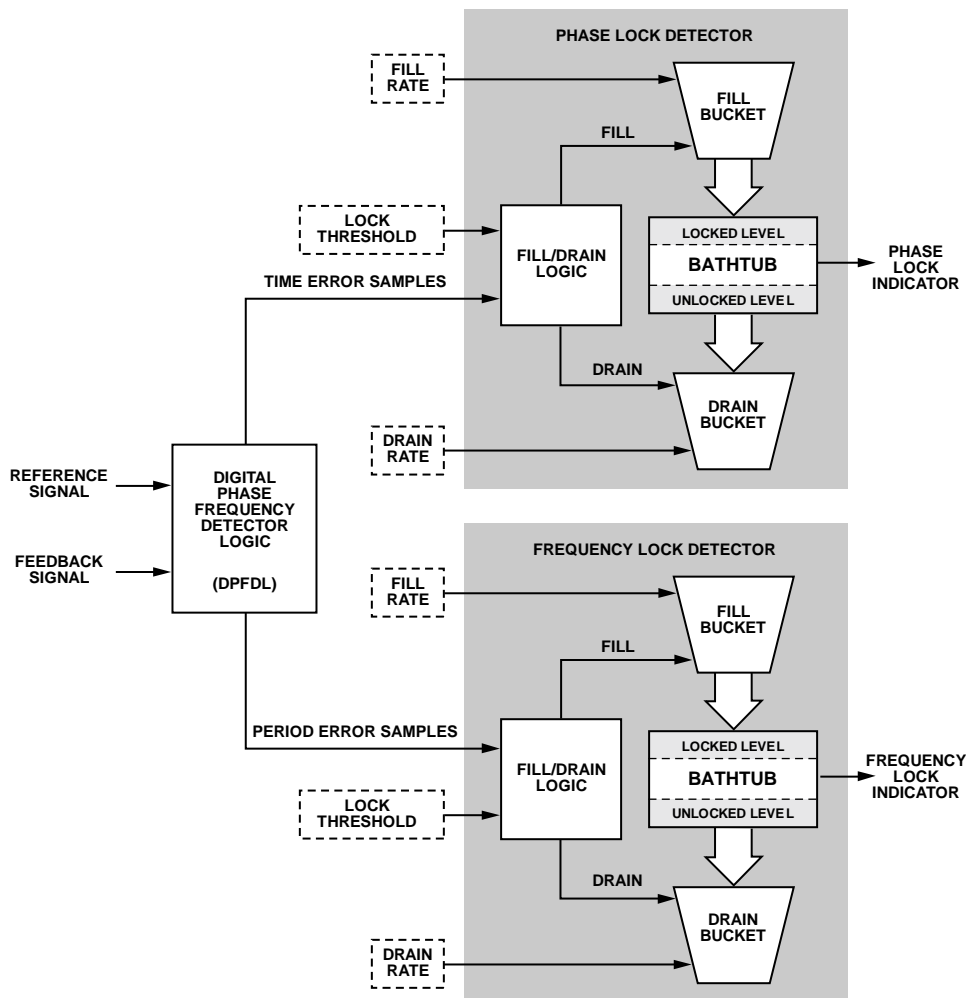 PHASE LOCK DETECTOR
FILL
RATE
FILL
BUCKET
FILL
LOCK
THRESHOLD
FILL/DRAIN
LOGIC
LOCKED LEVEL
BATHTUB
UNLOCKED LEVEL
PHASE
LOCK
INDICATOR
TIME ERROR SAMPLES
DRAIN
DRAIN
BUCKET
DRAIN
RATE
REFERENCE
SIGNAL
FEEDBACK
SIGNAL
DIGITAL
PHASE
FREQUENCY
DETECTOR
LOGIC
(DPFDL)
FREQUENCY LOCK DETECTOR
FILL
RATE
FILL
BUCKET
FILL
PERIOD ERROR SAMPLES
FILL/DRAIN
LOGIC
LOCKED LEVEL
BATHTUB
UNLOCKED LEVEL
FREQUENCY
LOCK
INDICATOR
LOCK
THRESHOLD
DRAIN
DRAIN
BUCKET
DRAIN
RATE